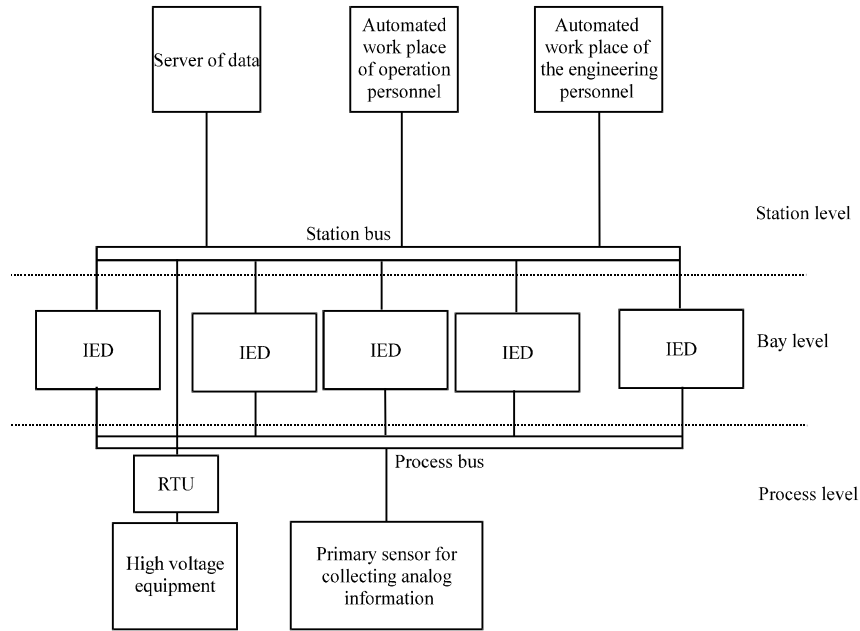 Server of data
Automated
work place
of operation
personnel
Automated
work place of
the engineering
personnel
Station level
Station bus
IED
IED
IED
IED
IED
Bay level
Process bus
RTU
Process level
High voltage
equipment
Primary sensor for
collecting analog
information